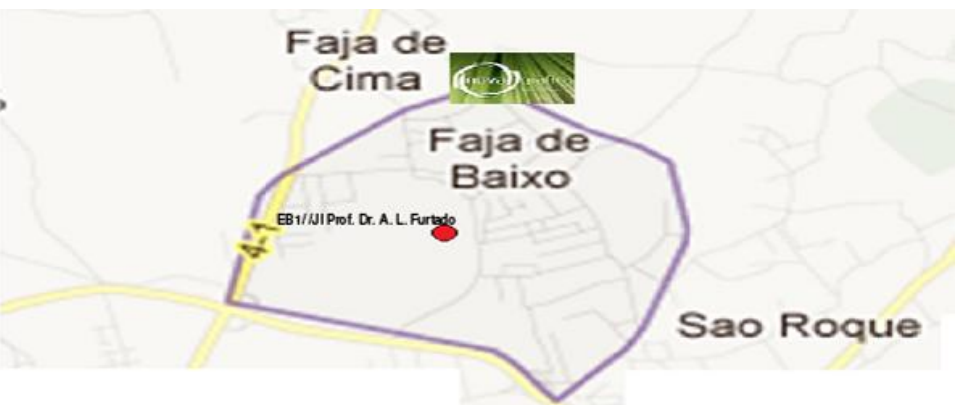 Faja de
Cima
Faja de
Baixo
EB1/ /JI Prof. Dr. A. L. Furtado
4-1
Sao Roque